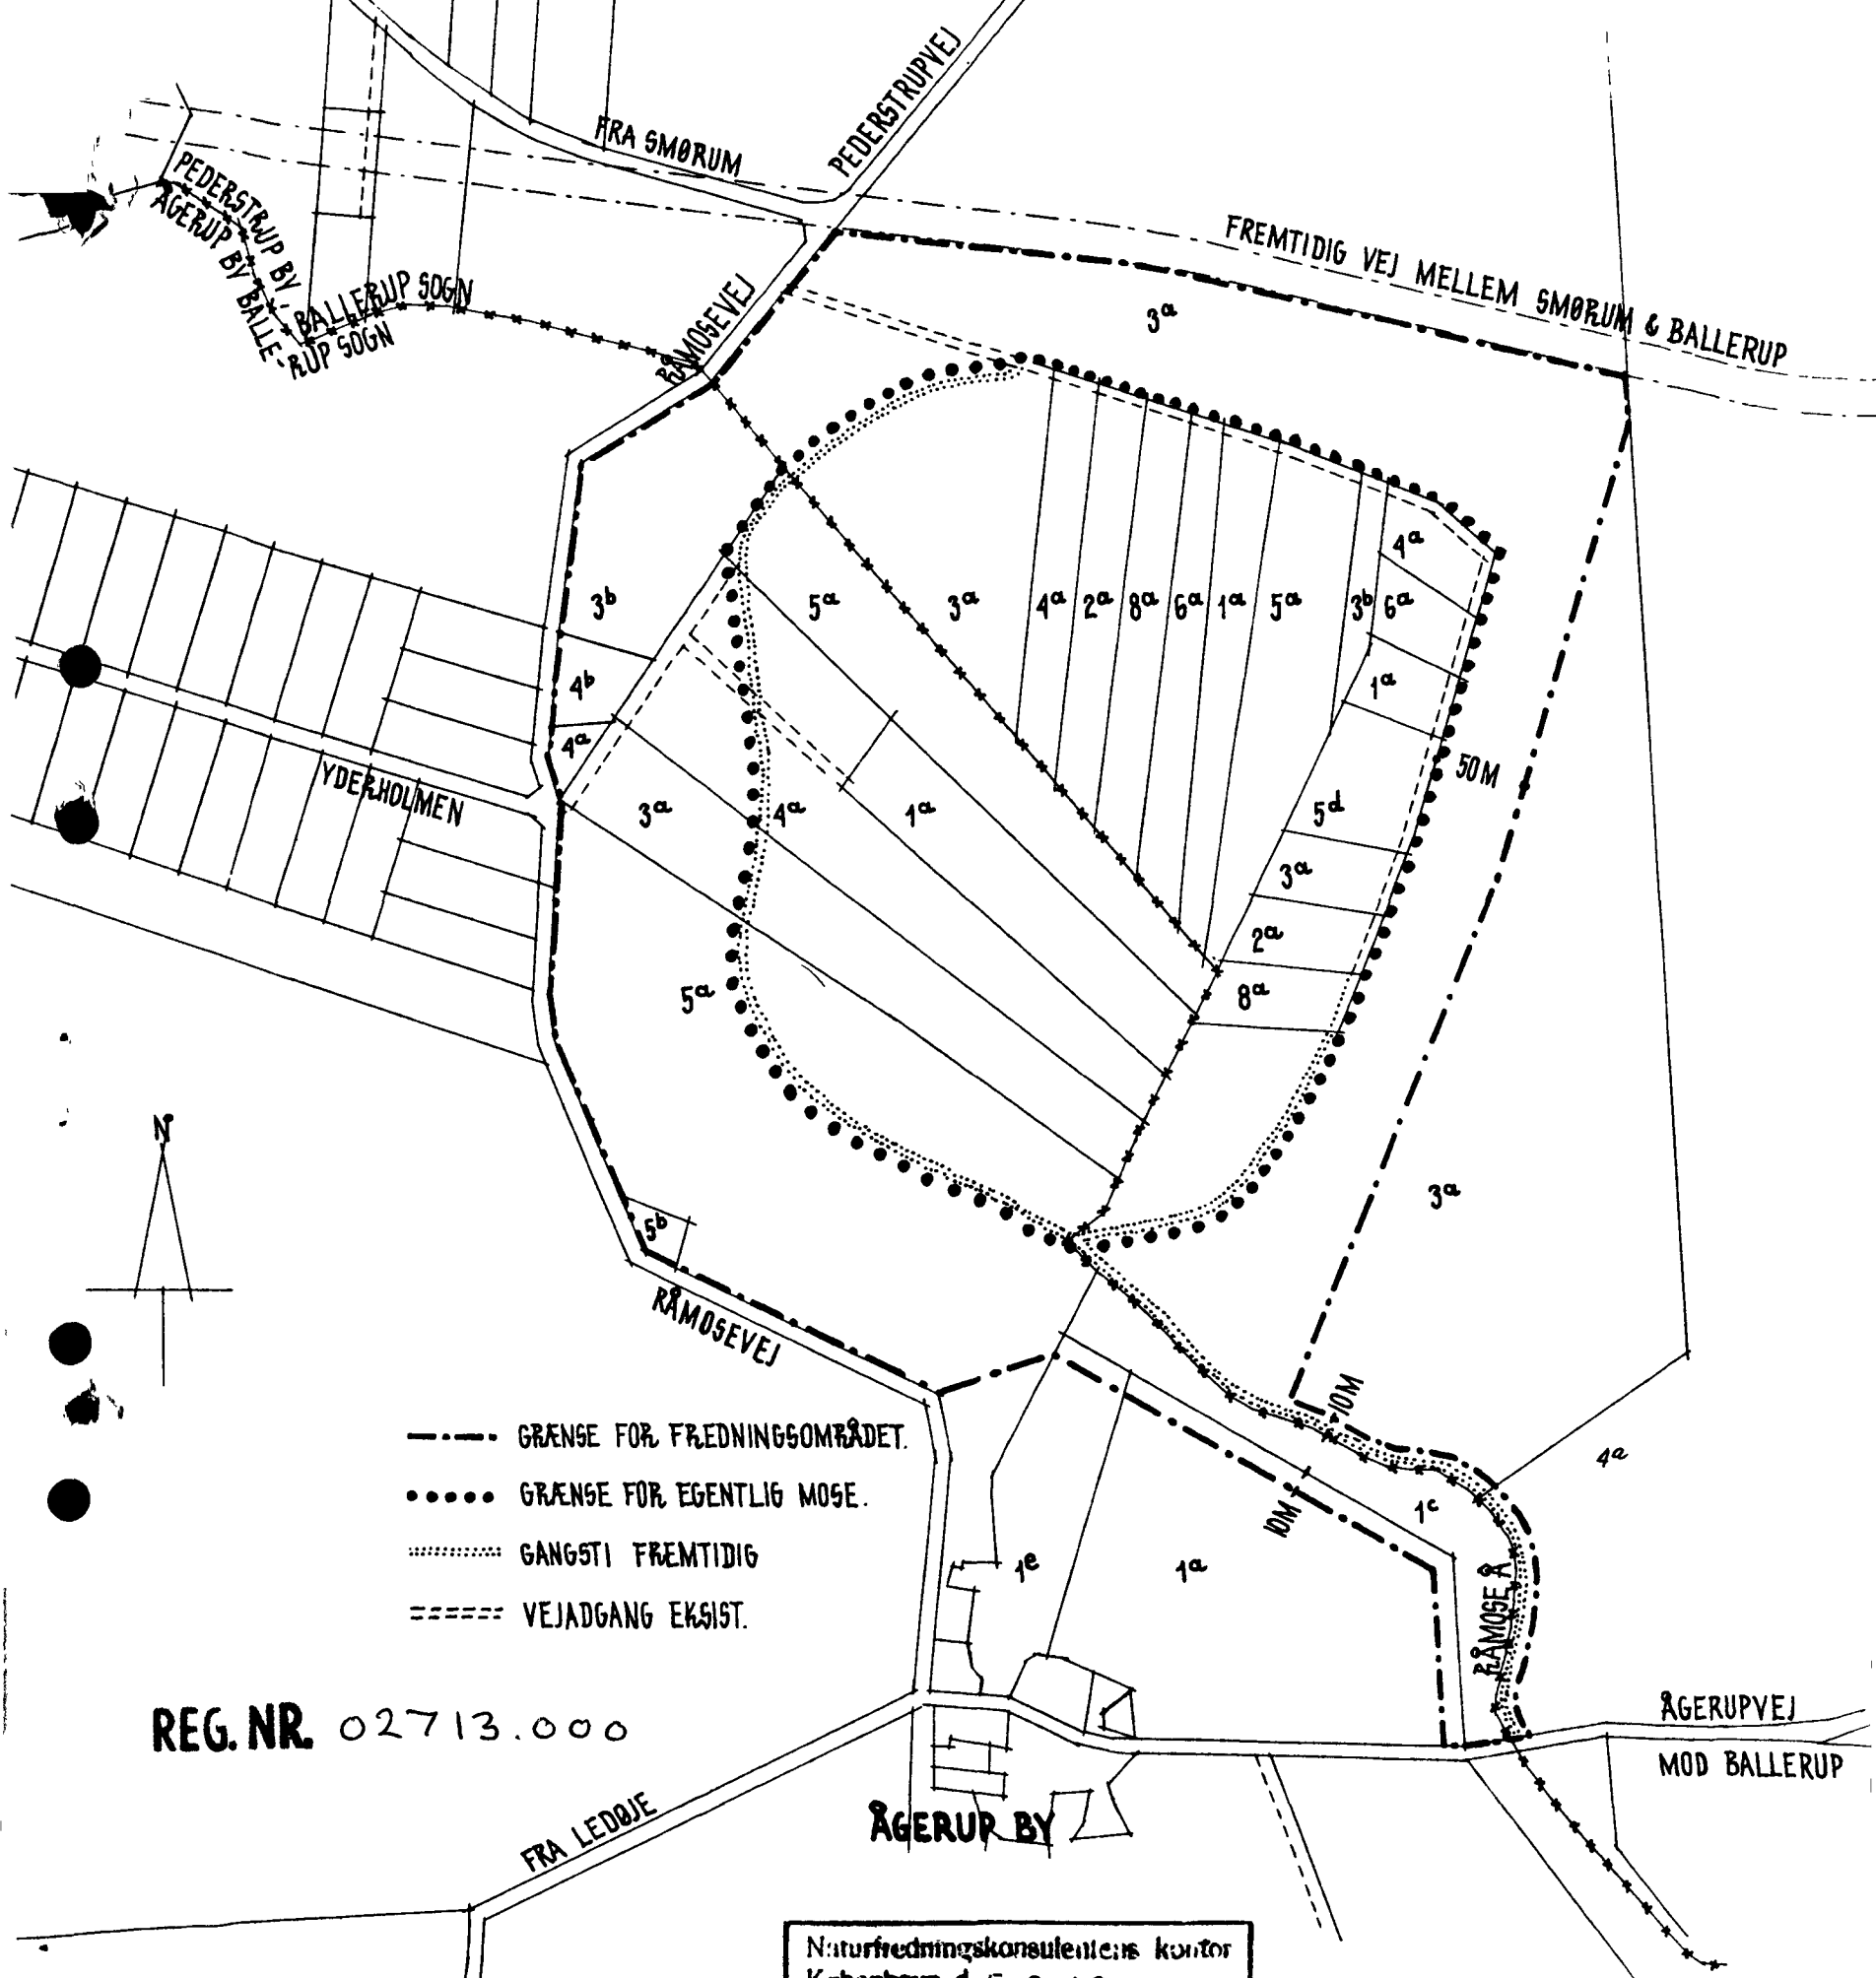 PEDERSTRUPVEJ
FRA SMØRUM
PEDERSTRUP BY
ÅGERUP BY BALLE-
RUP SOGN
BALLERUP SOGN
RÅMOSEVEJ
FREMTIDIG VEJ MELLEM SMØRUM & BALLERUP
3a
4a
3b
5a
3a
4a
2a
8a
6a
1a
5a
3b
6a
4b
1a
4a
50M
YDERHOLMEN
3a
4a
1a
5d
3a
2a
5a
8a
N
3a
5b
RÅMOSEVEJ
10M
GRÆNSE FOR FREDNINGSOMRÅDET.
4a
GRÆNSE FOR EGENTLIG MOSE.
10M
1c
GANGSTI FREMTIDIG
1e
1a
VEJADGANG EKSIST.
RÅMOSE Å
REG. NR. 02713.000
ÅGERUPVEJ
MOD BALLERUP
FRA LEDØJE
ÅGERUP BY
Naturfredningskonsulentens kontor